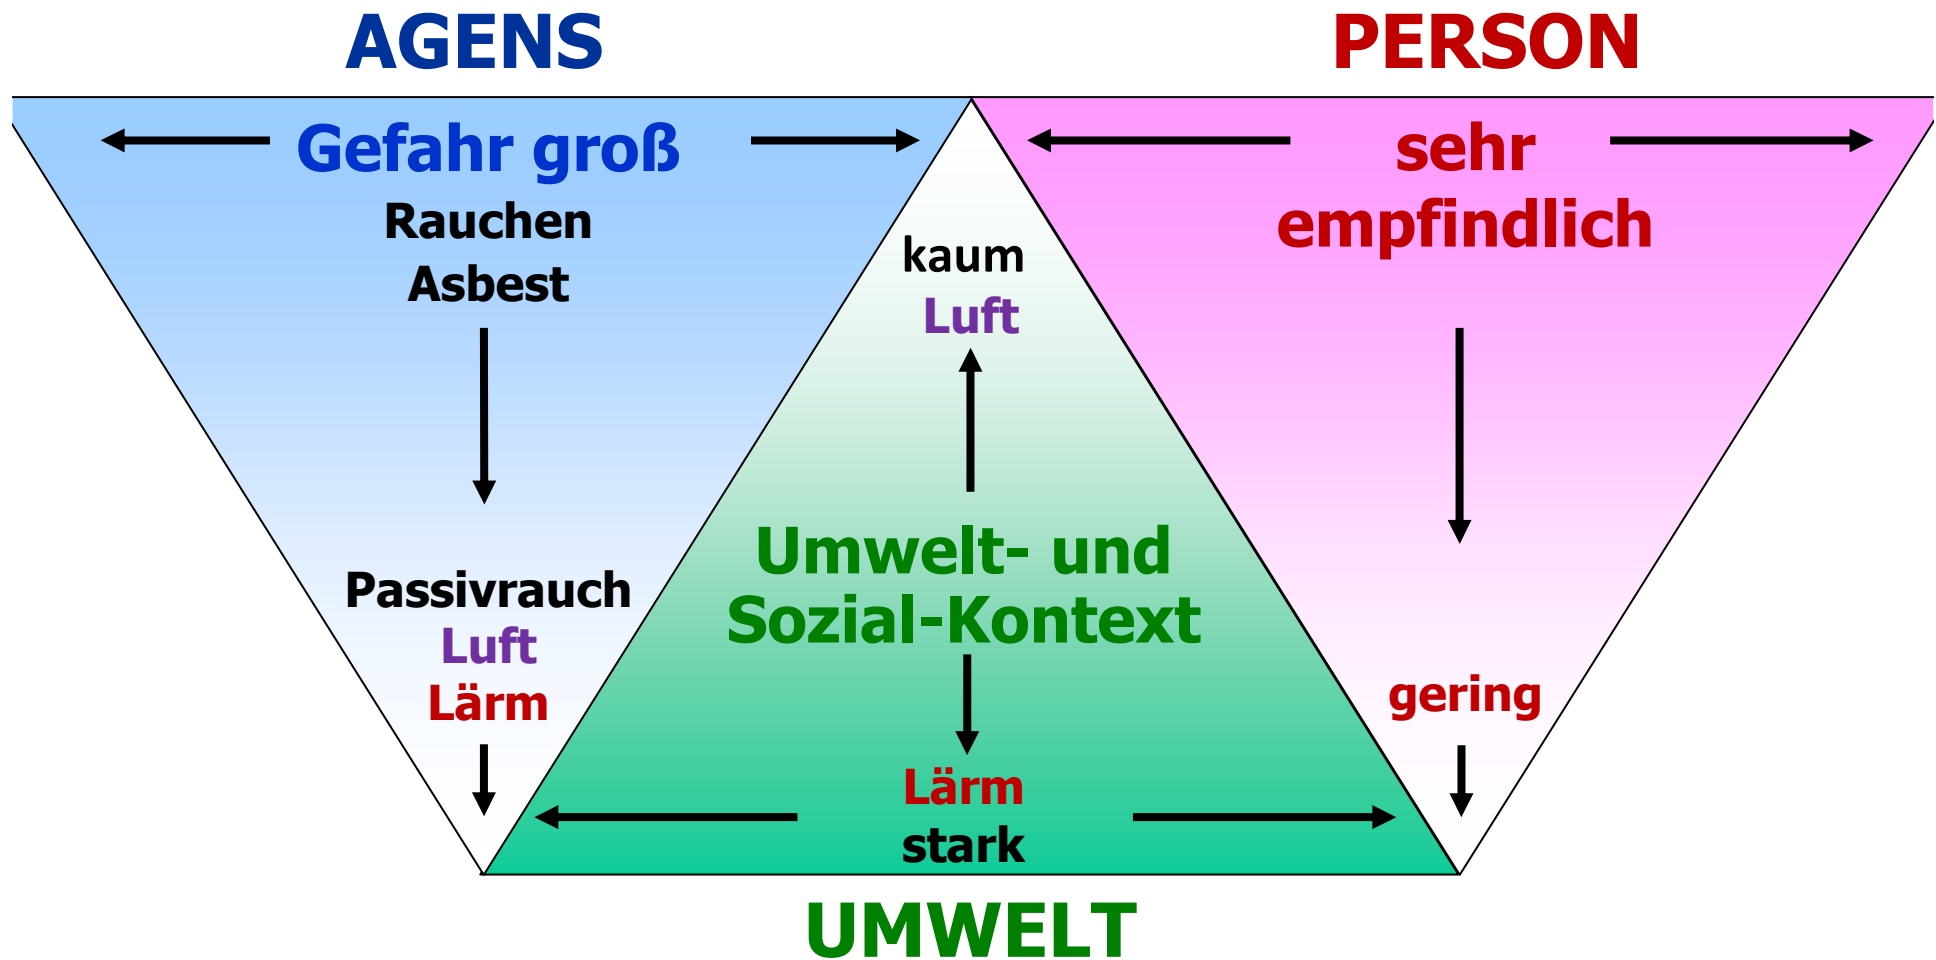 AGENS
PERSON
Gefahr groß
Rauchen
Asbest
Passivrauch
Luft
Lärm
kaum
Luft
Umwelt- und
Sozial-Kontext
Lärm
stark
sehr
empfindlich
gering
UMWELT